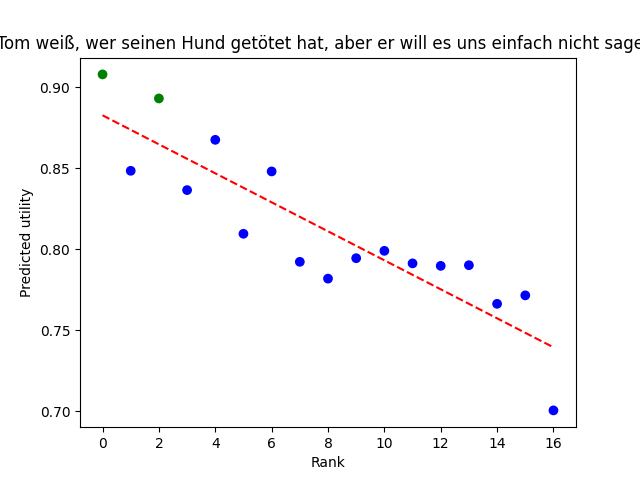 Tom weiß, wer seinen Hund getötet hat, aber er will es uns einfach nicht sage
0.90
0.85
0.80
0.75
0.70
Predicted utility
0 2 4 6 8 10 12 14 16
Rank